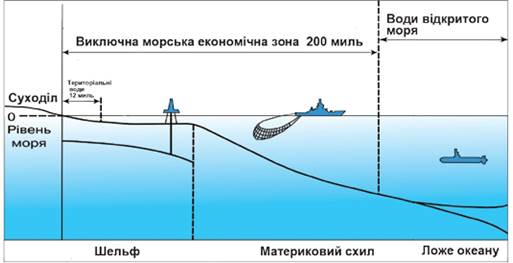 Води відкритого
моря
Виключна морська економічна зона 200 миль
Територіальні
води
12 миль
Суходіл
0
Рівень
моря
Шельф
Материковий схил
Ложе океану